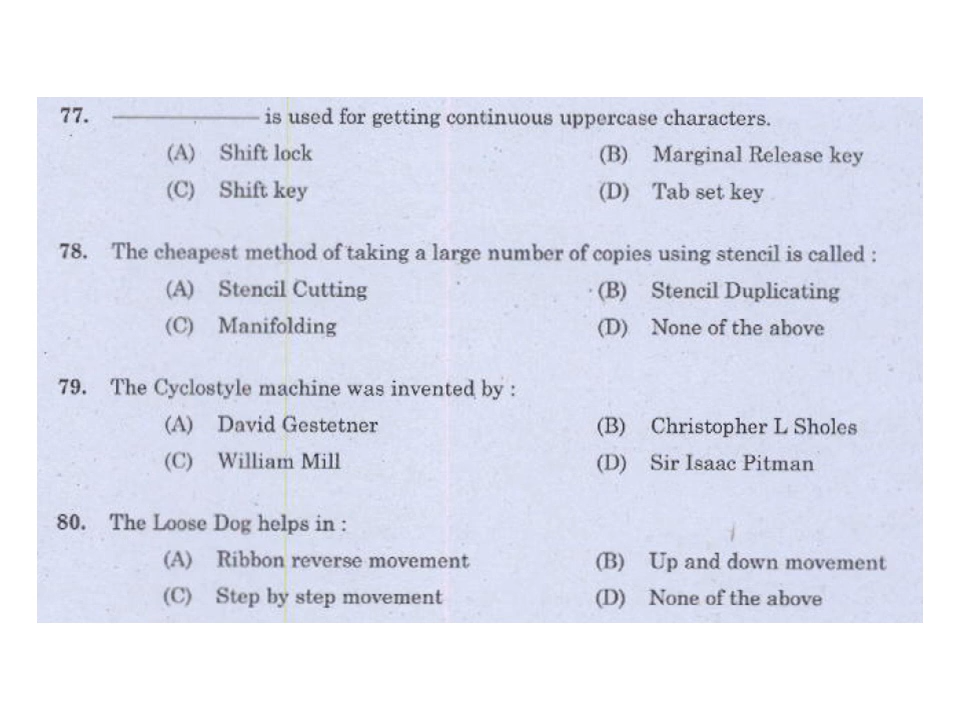 77. ____________ is used for getting continuous uppercase characters.
(A) Shift lock (B) Marginal Release key
(C) Shift key (D) Tab set key
78. The cheapest method of taking a large number of copies using stencil is called :
(A) Stencil Cutting (B) Stencil Duplicating
(C) Manifolding (D) None of the above
79. The Cyclostyle machine was invented by :
(A) David Gestetner (B) Christopher L Sholes
(C) William Mill (D) Sir Isaac Pitman
80. The Loose Dog helps in :
(A) Ribbon reverse movement (B) Up and down movement
(C) Step by step movement (D) None of the above